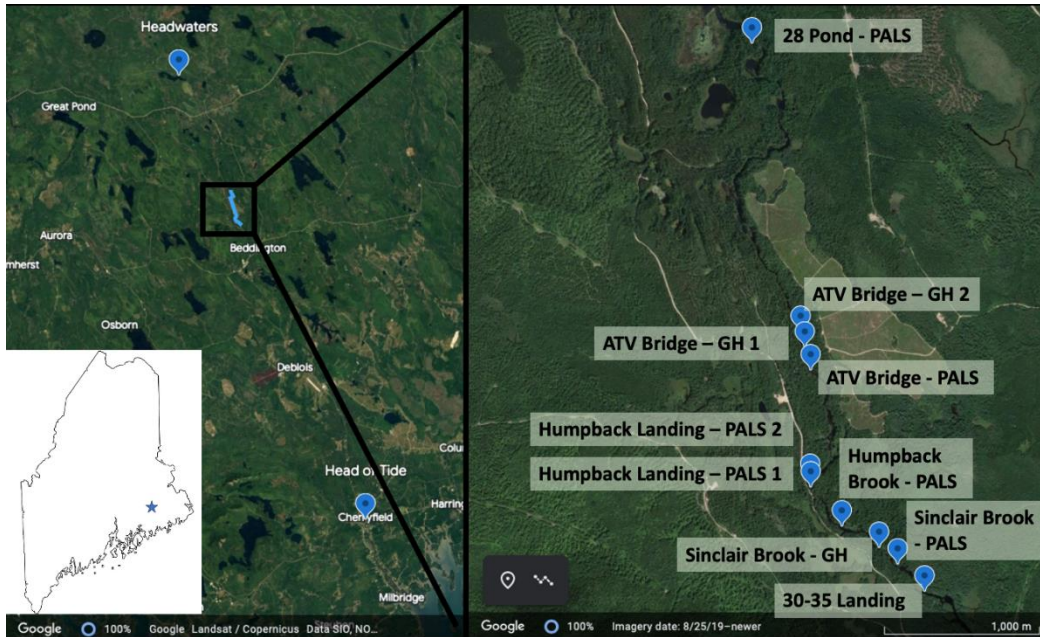 Headwaters
Great Pond
Aurora
mherst
Beddington
Osborn
Deblois
Colu
Head of Tide
Harring
Cherryfield
Milbridge
Steuben
Google 100% Google Landsat / Copernicus Data SIO, NO...
28 Pond - PALS
ATV Bridge – GH 2
ATV Bridge – GH 1
ATV Bridge - PALS
Humpback Landing – PALS 2
Humpback Landing – PALS 1
Humpback
Brook - PALS
Sinclair Brook
- PALS
Sinclair Brook - GH
30-35 Landing
Google 100% Imagery date: 8/25/19–newer 1,000 m